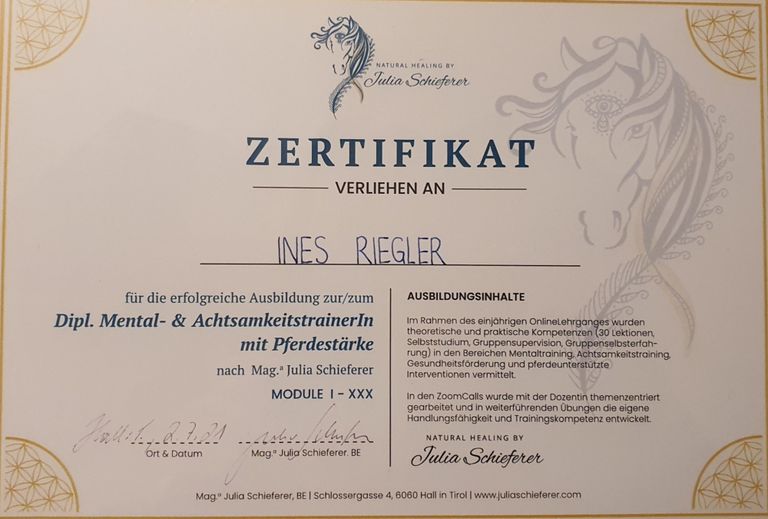 NATURAL HEALING BY
Julia Schieferer
ZERTIFIKAT
VERLIEHEN AN
INES RIEGLER
für die erfolgreiche Ausbildung zur/zum
Dipl. Mental- & AchtsamkeitstrainerIn
mit Pferdestärke
nach Mag.ª Julia Schieferer
MODULE I - XXX
Hall i. T., 2.7.21
Ort & Datum
Mag.ª Julia Schieferer. BE
AUSBILDUNGSINHALTE
Im Rahmen des einjährigen OnlineLehrganges wurden
theoretische und praktische Kompetenzen (30 Lektionen,
Selbststudium, Gruppensupervision, Gruppenselbsterfah-
rung) in den Bereichen Mentaltraining, Achtsamkeitstraining,
Gesundheitsförderung und pferdeunterstützte
Interventionen vermittelt.
In den ZoomCalls wurde mit der Dozentin themenzentriert
gearbeitet und in weiterführenden Übungen die eigene
Handlungsfähigkeit und Trainingskompetenz entwickelt.
NATURAL HEALING BY
Julia Schieferer
Mag.ª Julia Schieferer, BE | Schlossergasse 4, 6060 Hall in Tirol | www.juliaschieferer.com